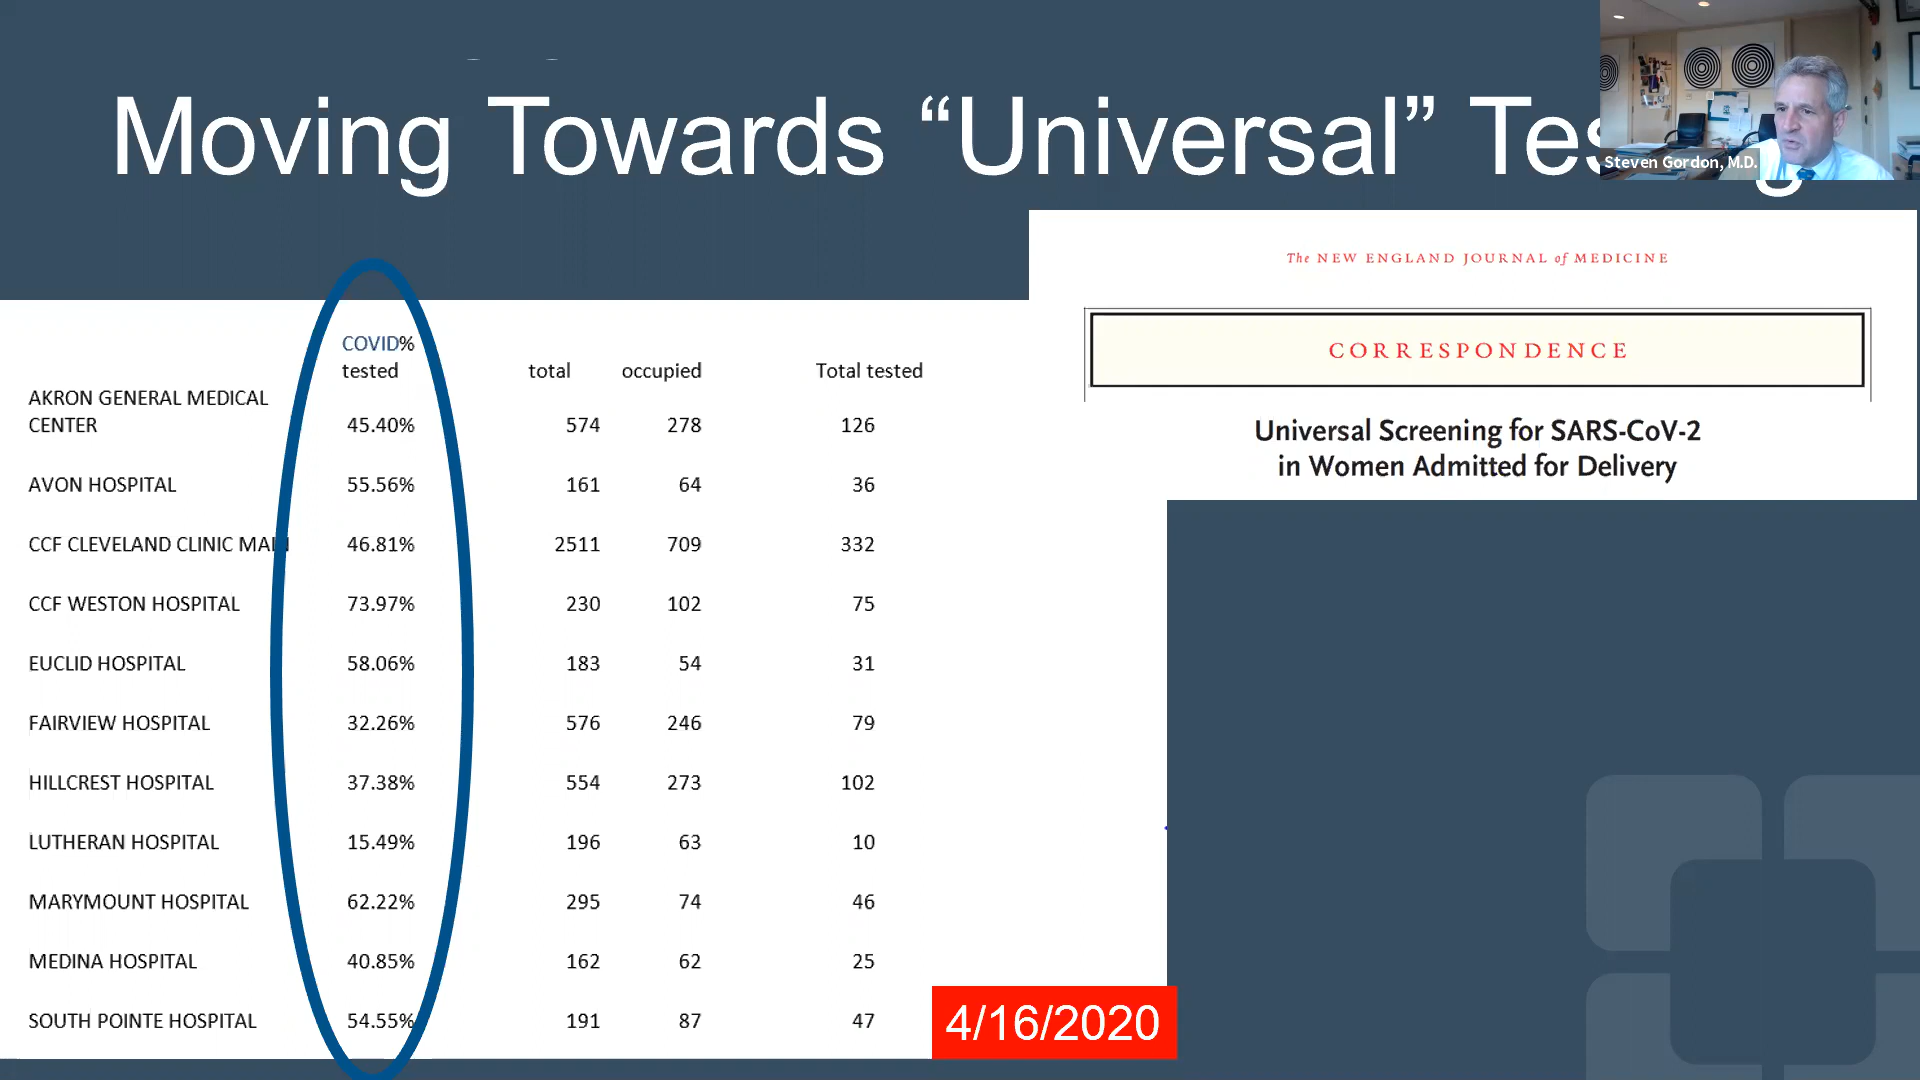 Moving Towards “Universal” Tes g
Steven Gordon, M.D.
The NEW ENGLAND JOURNAL of MEDICINE
CORRESPONDENCE
Universal Screening for SARS-CoV-2
in Women Admitted for Delivery
COVID%
tested total occupied Total tested
AKRON GENERAL MEDICAL
CENTER 45.40% 574 278 126
AVON HOSPITAL 55.56% 161 64 36
CCF CLEVELAND CLINIC MAIN 46.81% 2511 709 332
CCF WESTON HOSPITAL 73.97% 230 102 75
EUCLID HOSPITAL 58.06% 183 54 31
FAIRVIEW HOSPITAL 32.26% 576 246 79
HILLCREST HOSPITAL 37.38% 554 273 102
LUTHERAN HOSPITAL 15.49% 196 63 10
MARYMOUNT HOSPITAL 62.22% 295 74 46
MEDINA HOSPITAL 40.85% 162 62 25
SOUTH POINTE HOSPITAL 54.55% 191 87 47
4/16/2020